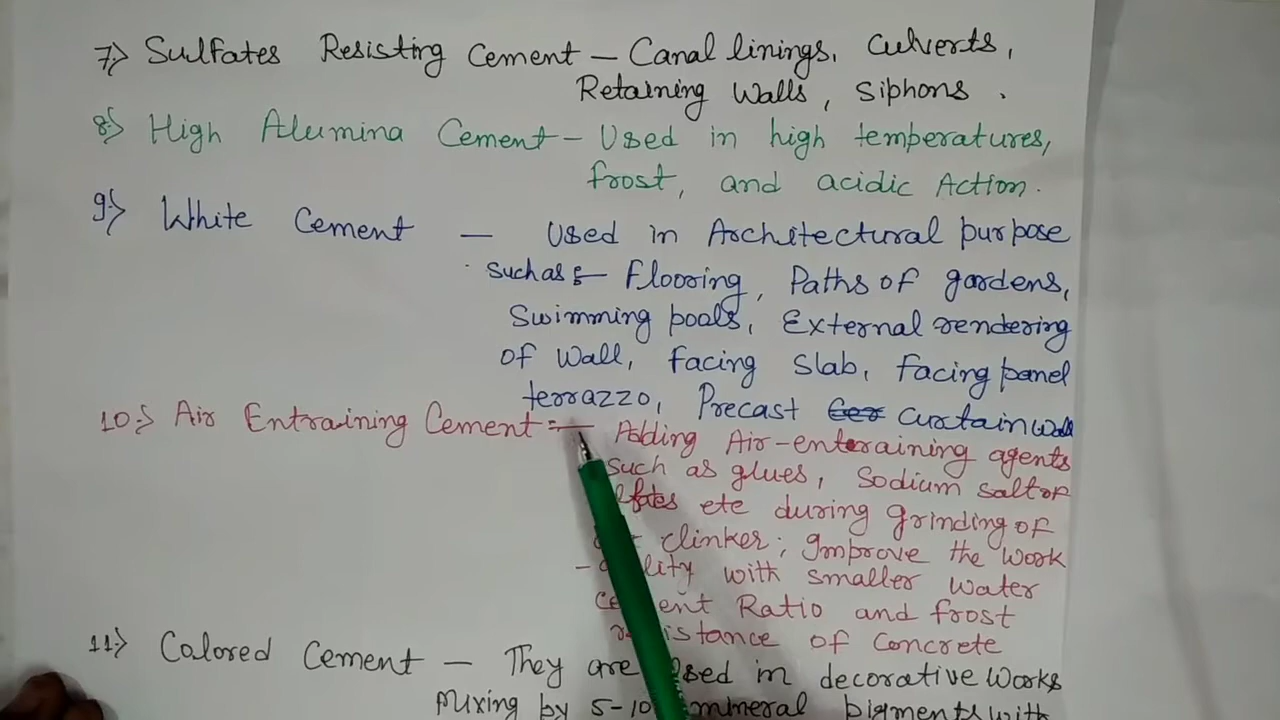 7:> Sulfates Resisting Cement – Canal linings, Culverts,
Retaining Walls, Siphons.
8:> High Alumina Cement – Used in high temperatures,
frost, and acidic Action.
9:> White Cement – Used in Architectural purpose
such as:– Flooring, Paths of gardens,
Swimming pools, External rendering
of Wall, facing Slab, facing panel
terrazzo, Precast curtain wall
10:> Air Entraining Cement:– Adding Air-entraining agents
such as glues, Sodium salt of
etc during grinding of
clinker; Improve the work
with smaller Water
Ratio and frost
of Concrete
11:> Colored Cement – They are used in decorative works
Mixing by 5-10 mineral pigments with